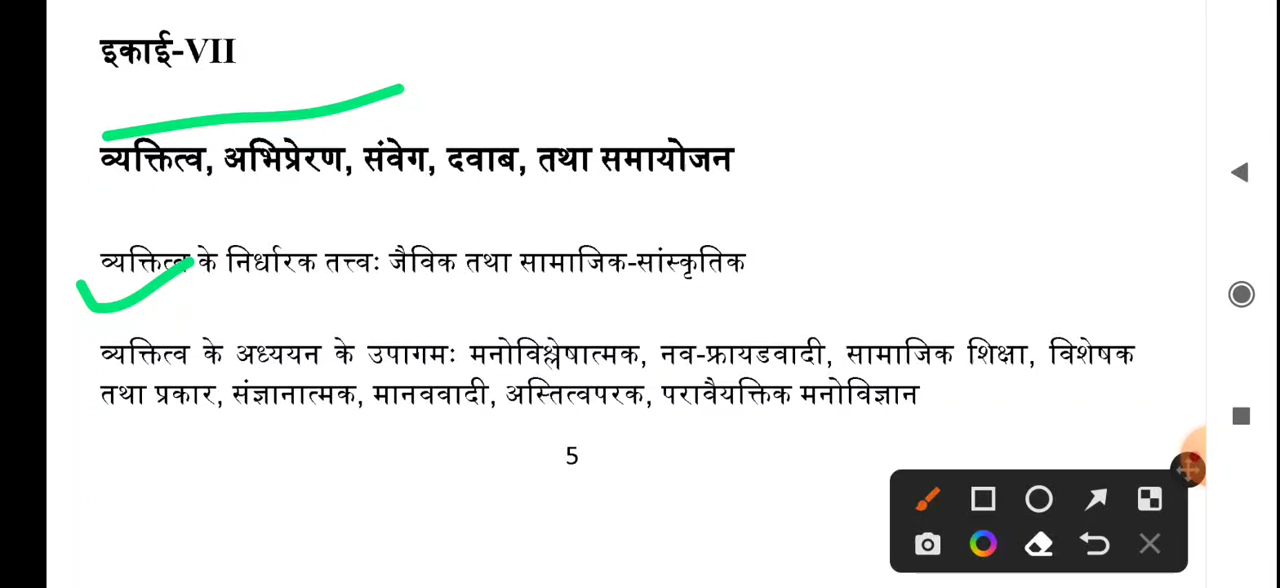 इकाई-VII
व्यक्तित्व, अभिप्रेरण, संवेग, दवाब, तथा समायोजन
व्यक्तित्व के निर्धारक तत्त्वः जैविक तथा सामाजिक-सांस्कृतिक
व्यक्तित्व के अध्ययन के उपागमः मनोविश्लेषात्मक, नव-फ्रायडवादी, सामाजिक शिक्षा, विशेषक
तथा प्रकार, संज्ञानात्मक, मानववादी, अस्तित्वपरक, परावैयक्तिक मनोविज्ञान
5